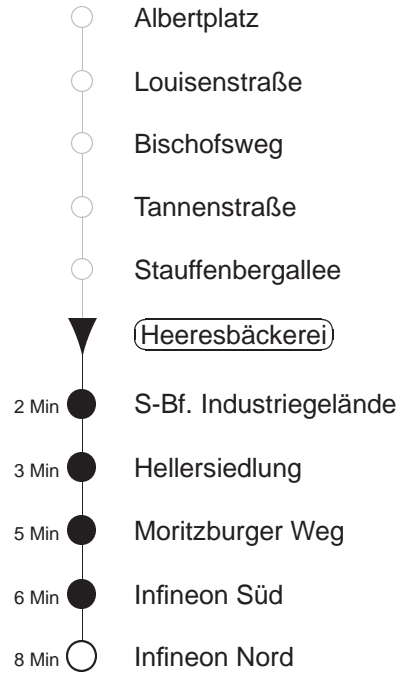 Albertplatz
Louisenstraße
Bischofsweg
Tannenstraße
Stauffenbergallee
Heeresbäckerei
2 Min S-Bf. Industriegelände
3 Min Hellersiedlung
5 Min Moritzburger Weg
6 Min Infineon Süd
8 Min Infineon Nord